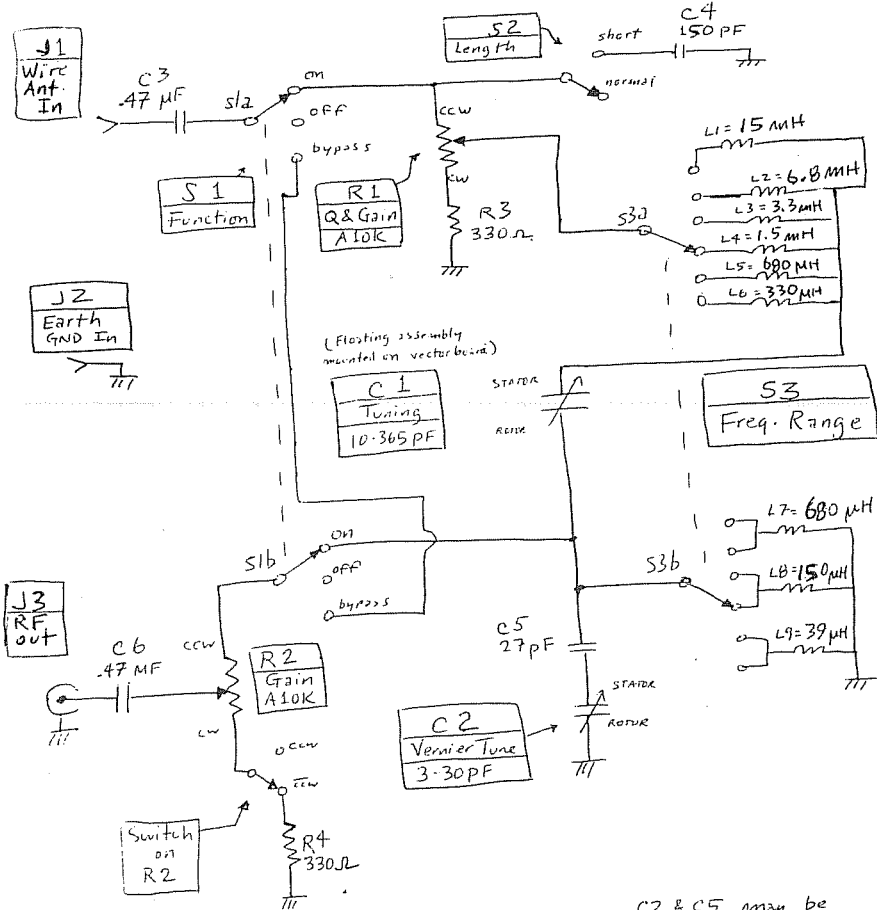 J1
Wire
Ant.
In
C3
.47 µF
S1a
on
off
bypass
S2
Length
short
C4
150 PF
normal
S1
Function
R1
Q & Gain
A10K
ccw
cw
R3
330Ω
S3a
L1 = 15 mH
L2 = 6.8 mH
L3 = 3.3 mH
L4 = 1.5 mH
L5 = 680 µH
L6 = 330 µH
J2
Earth
GND In
(Floating assembly
mounted on vectorboard)
C1
Tuning
10-365 PF
STATOR
ROTOR
S3
Freq. Range
S1b
on
off
bypass
S3b
L7 = 680 µH
L8 = 150 µH
L9 = 39 µH
J3
RF
out
C6
.47 MF
ccw
cw
R2
Gain
A10K
C5
27 pF
STATOR
ROTOR
C2
Vernier Tune
3-30 PF
ccw
c̅c̅w̅
Switch
on
R2
R4
330Ω
C2 & C5 may be